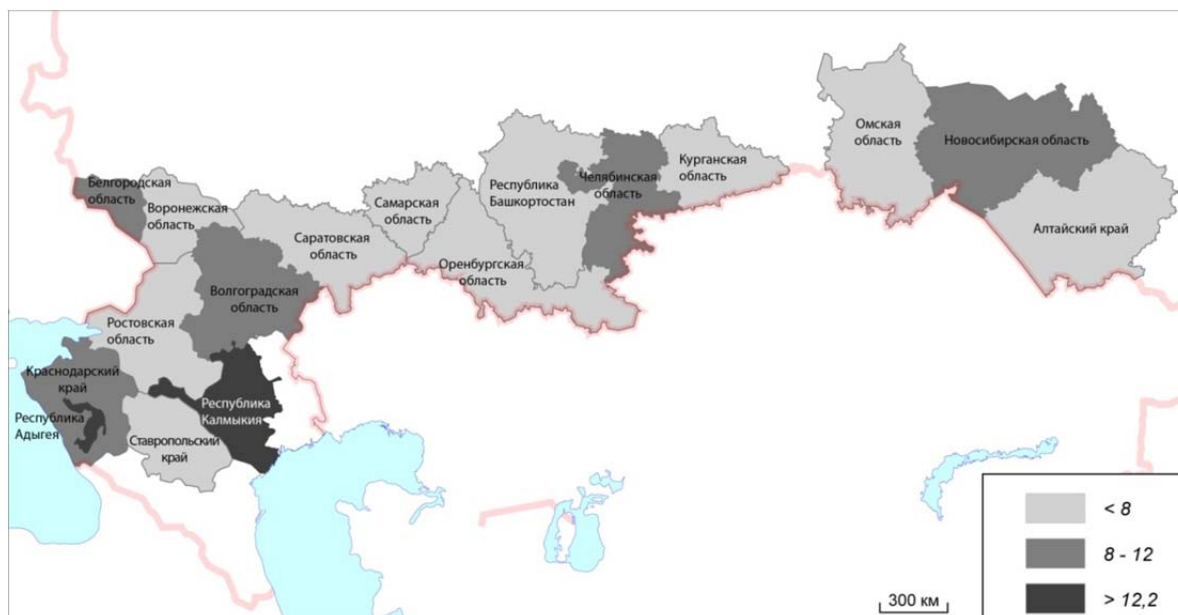 Белгородская
область
Воронежская
область
Саратовская
область
Самарская
область
Оренбургская
область
Республика
Башкортостан
Челябинская
область
Курганская
область
Омская
область
Новосибирская область
Алтайский край
Волгоградская
область
Ростовская
область
Краснодарский
край
Республика
Адыгея
Ставропольский
край
Республика
Калмыкия
< 8
8 - 12
> 12,2
300 км